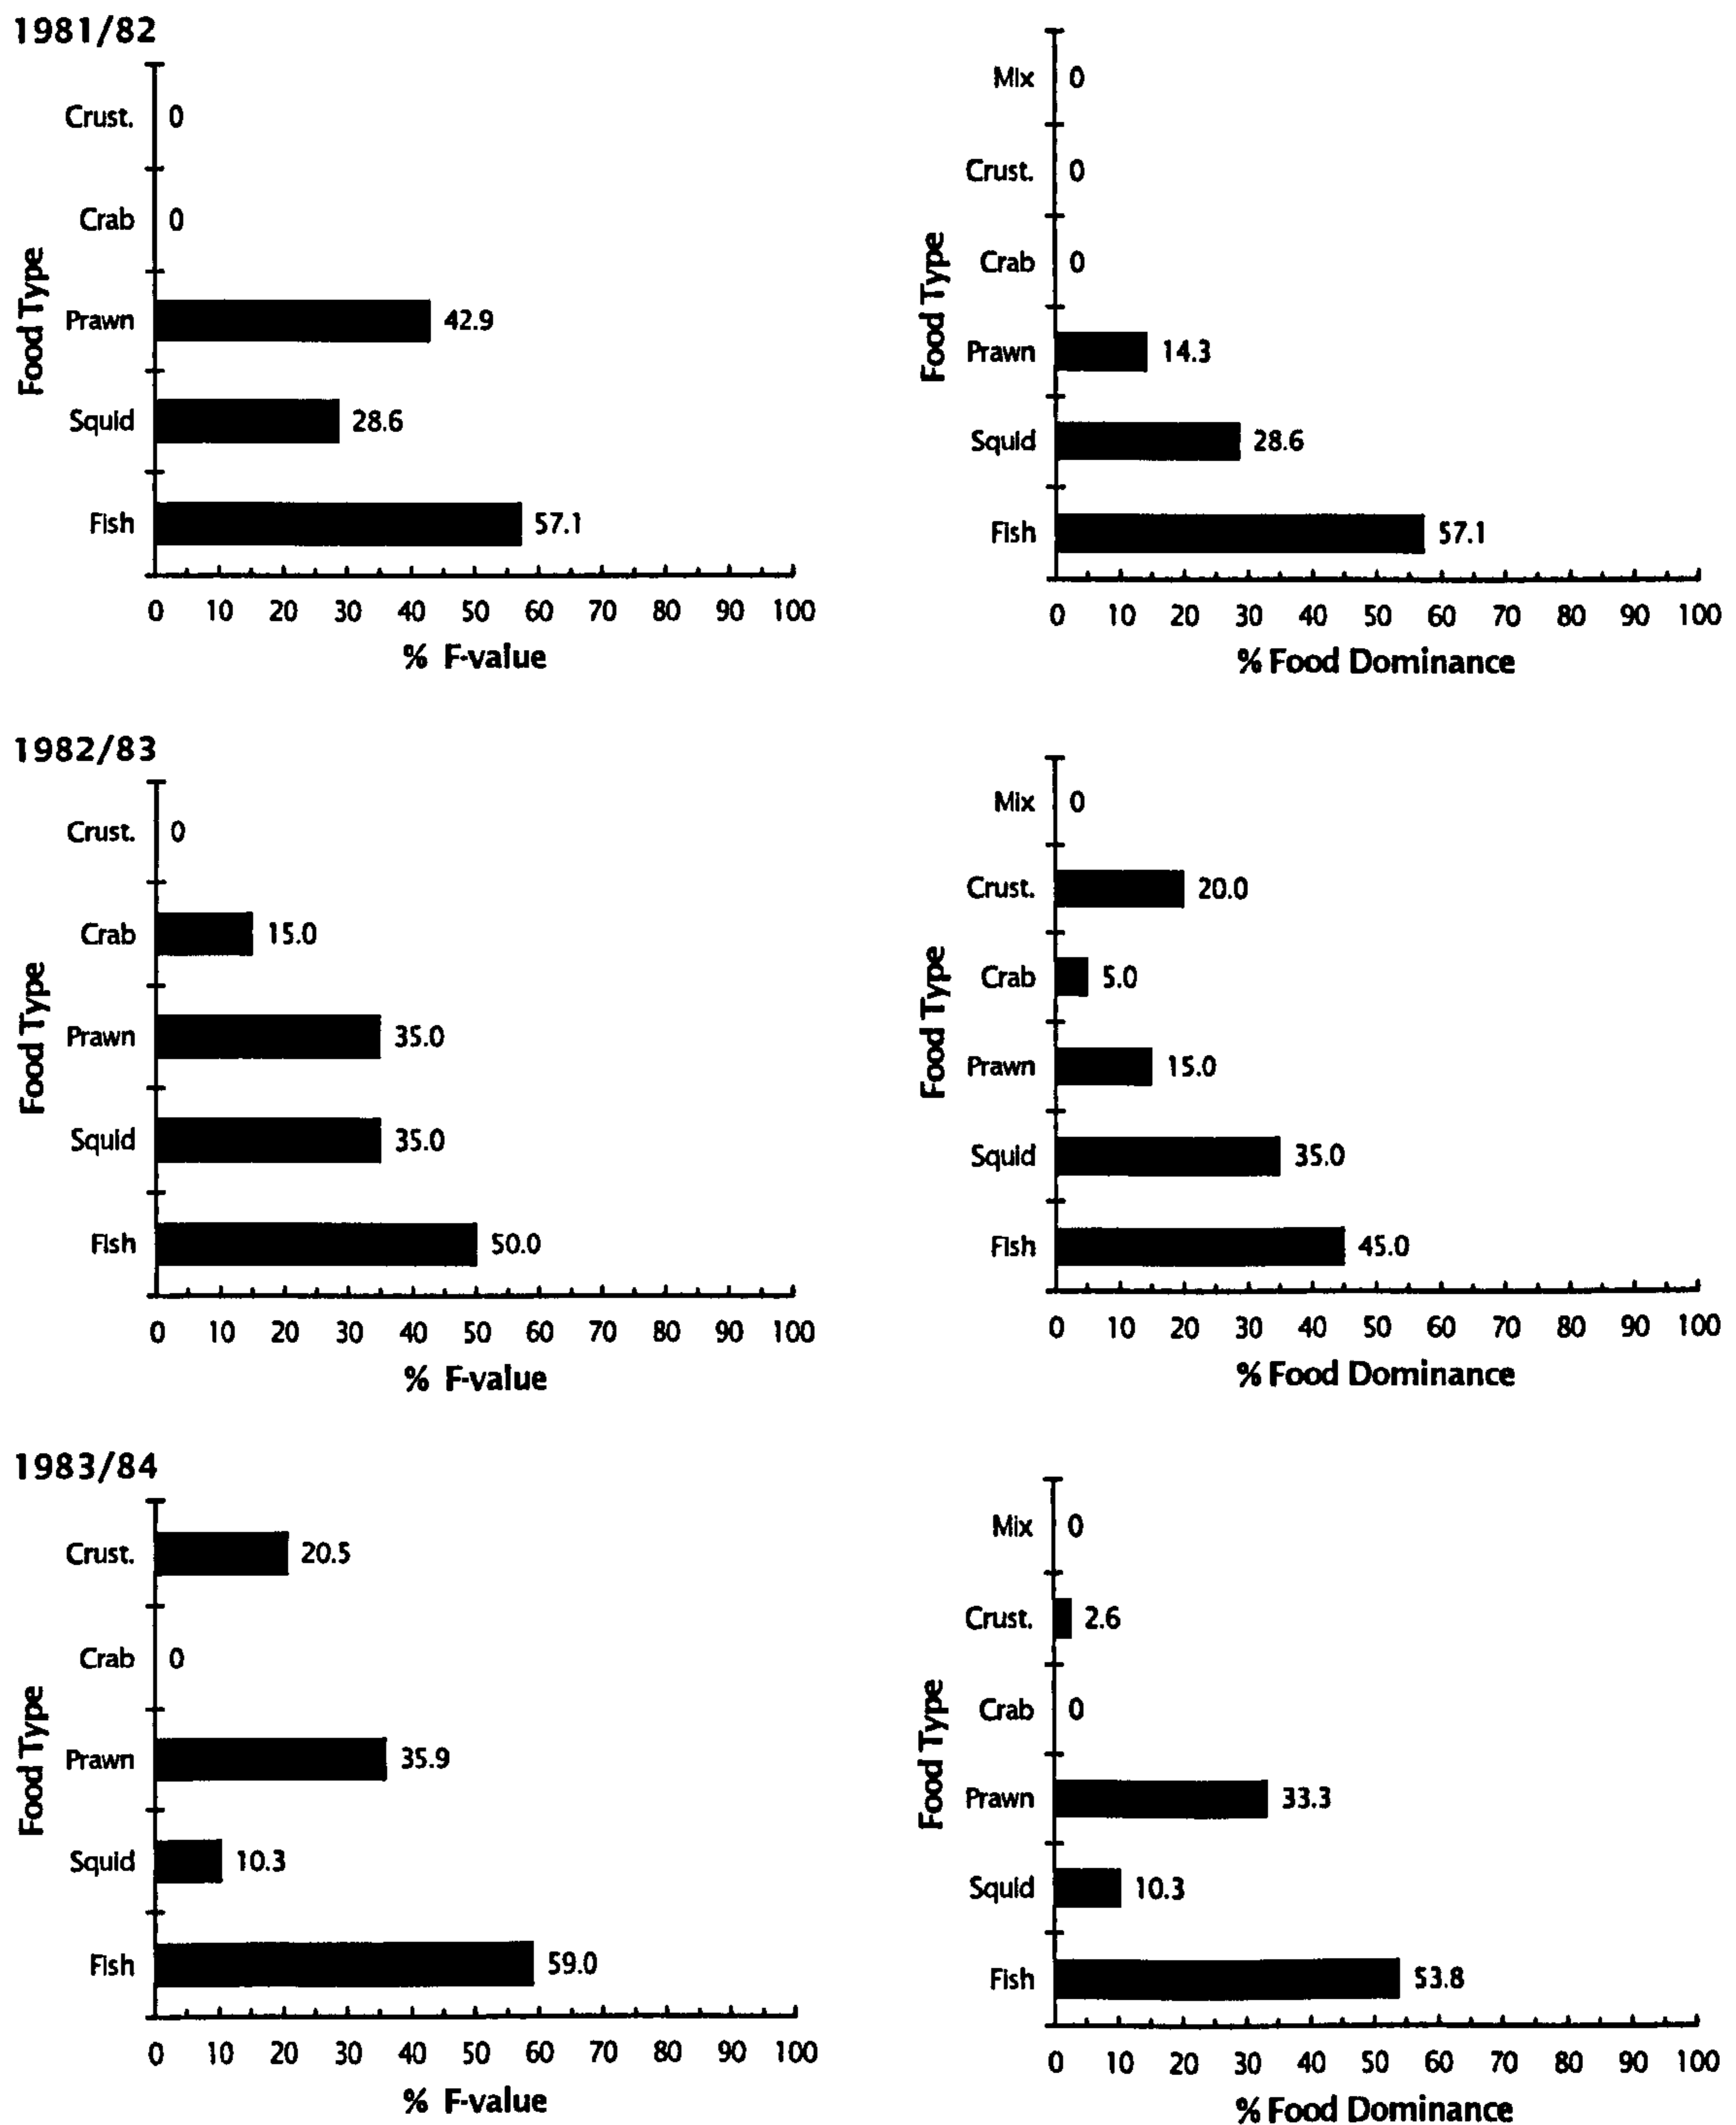 1981/82
Crust. 0
Crab 0
Prawn 42.9
Squid 28.6
Fish 57.1
Food Type
0 10 20 30 40 50 60 70 80 90 100
% F-value
Mix 0
Crust. 0
Crab 0
Prawn 14.3
Squid 28.6
Fish 57.1
Food Type
0 10 20 30 40 50 60 70 80 90 100
% Food Dominance
1982/83
Crust. 0
Crab 15.0
Prawn 35.0
Squid 35.0
Fish 50.0
Food Type
0 10 20 30 40 50 60 70 80 90 100
% F-value
Mix 0
Crust. 20.0
Crab 5.0
Prawn 15.0
Squid 35.0
Fish 45.0
Food Type
0 10 20 30 40 50 60 70 80 90 100
% Food Dominance
1983/84
Crust. 20.5
Crab 0
Prawn 35.9
Squid 10.3
Fish 59.0
Food Type
0 10 20 30 40 50 60 70 80 90 100
% F-value
Mix 0
Crust. 2.6
Crab 0
Prawn 33.3
Squid 10.3
Fish 53.8
Food Type
0 10 20 30 40 50 60 70 80 90 100
% Food Dominance